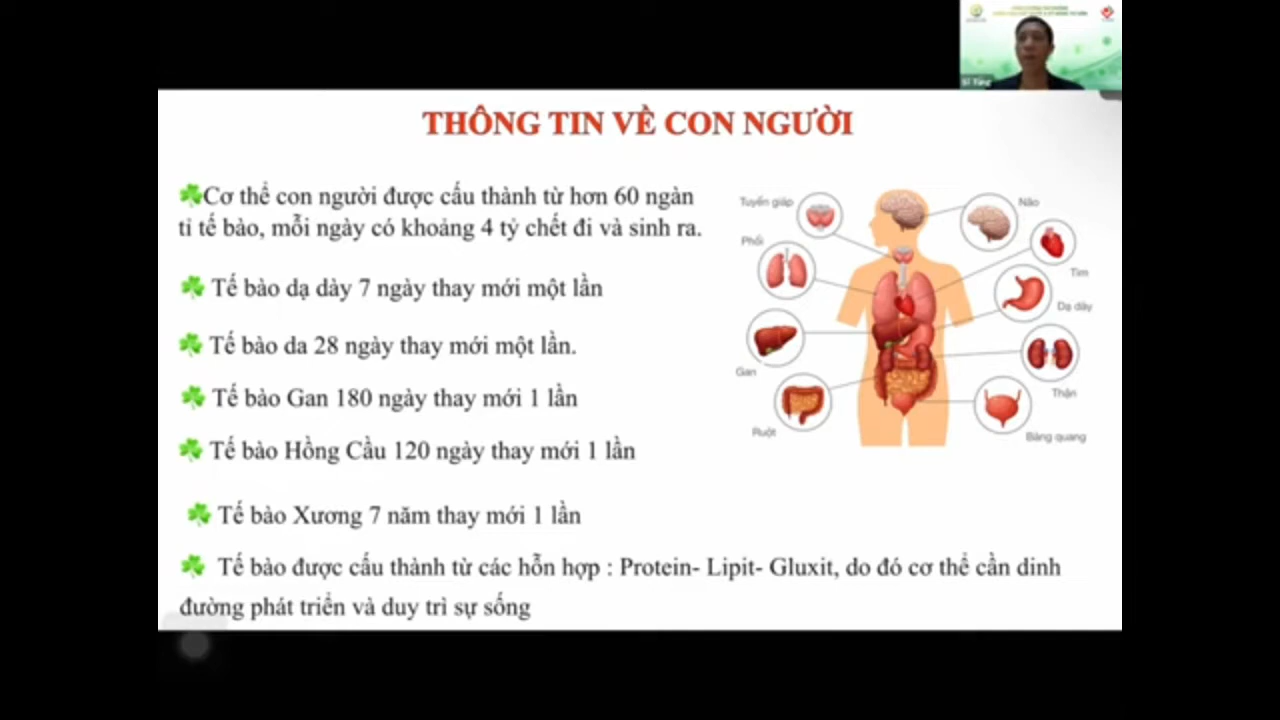 THÔNG TIN VỀ CON NGƯỜI
Cơ thể con người được cấu thành từ hơn 60 ngàn
tỉ tế bào, mỗi ngày có khoảng 4 tỷ chết đi và sinh ra.
Tế bào dạ dày 7 ngày thay mới một lần
Tế bào da 28 ngày thay mới một lần.
Tế bào Gan 180 ngày thay mới 1 lần
Tế bào Hồng Cầu 120 ngày thay mới 1 lần
Tế bào Xương 7 năm thay mới 1 lần
Tế bào được cấu thành từ các hỗn hợp : Protein- Lipit- Gluxit, do đó cơ thể cần dinh
đường phát triển và duy trì sự sống
Tuyến giáp
Não
Phổi
Tim
Dạ dày
Gan
Thận
Ruột
Bàng quang